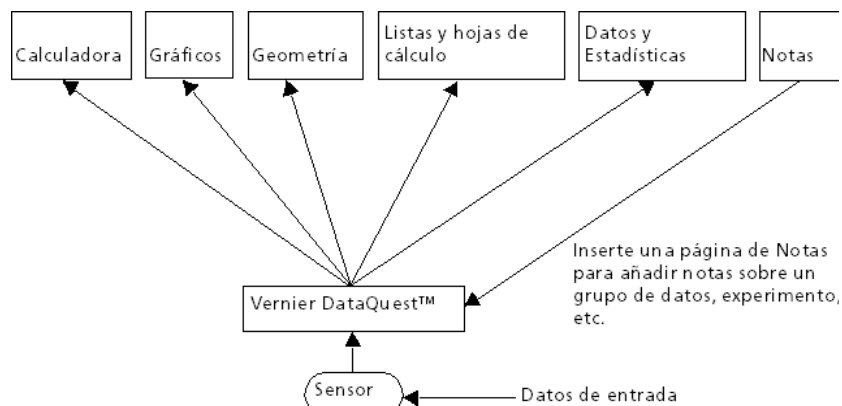 Calculadora
Gráficos
Geometría
Listas y hojas de
cálculo
Datos y
Estadísticas
Notas
Inserte una página de Notas
para añadir notas sobre un
grupo de datos, experimento,
etc.
Vernier DataQuest™
Sensor
Datos de entrada